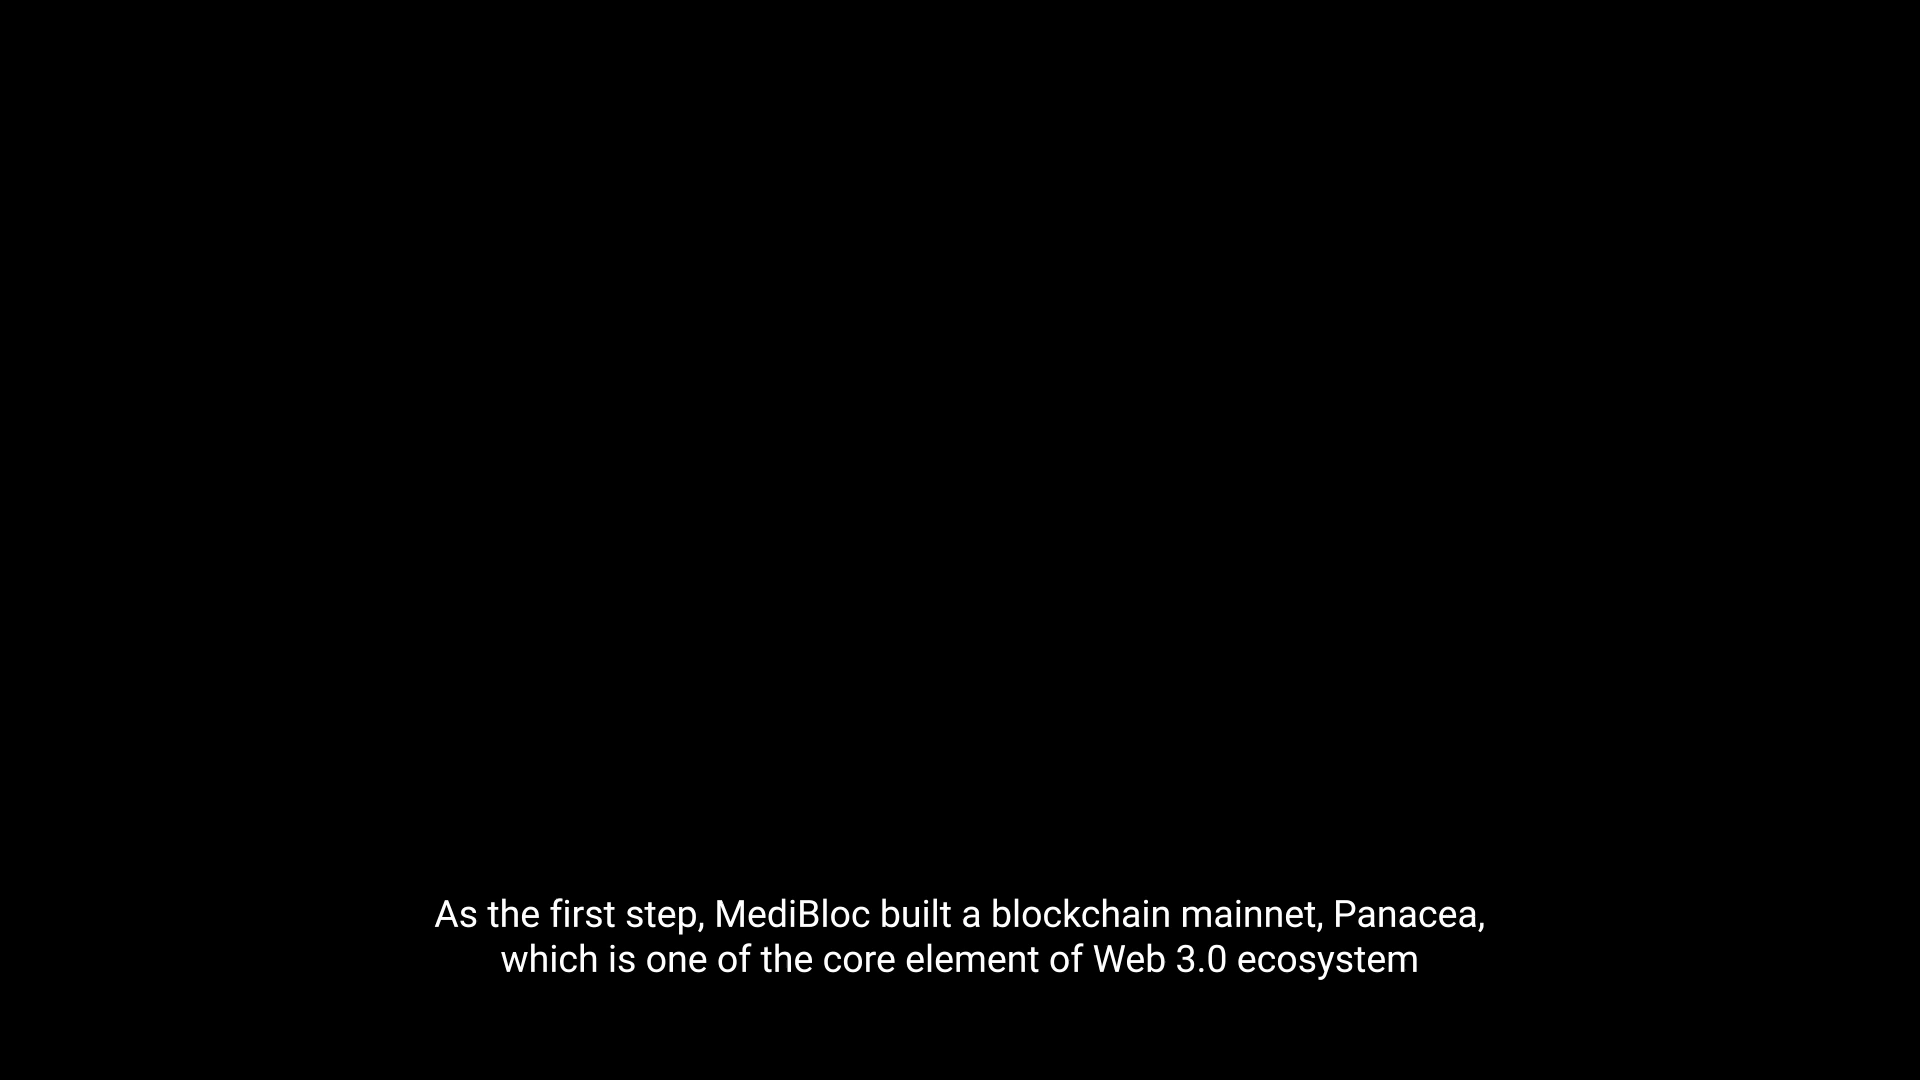 As the first step, MediBloc built a blockchain mainnet, Panacea,
which is one of the core element of Web 3.0 ecosystem